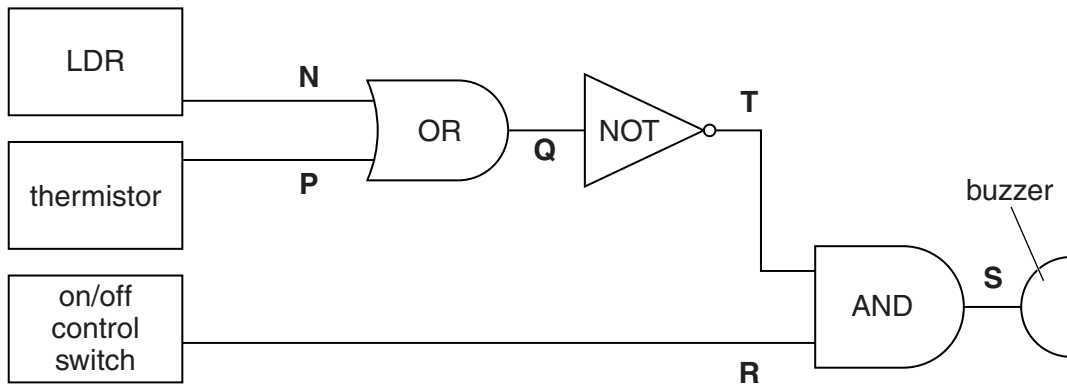 LDR
N
OR
Q
NOT
T
thermistor
P
buzzer
on/off
control
switch
R
AND
S